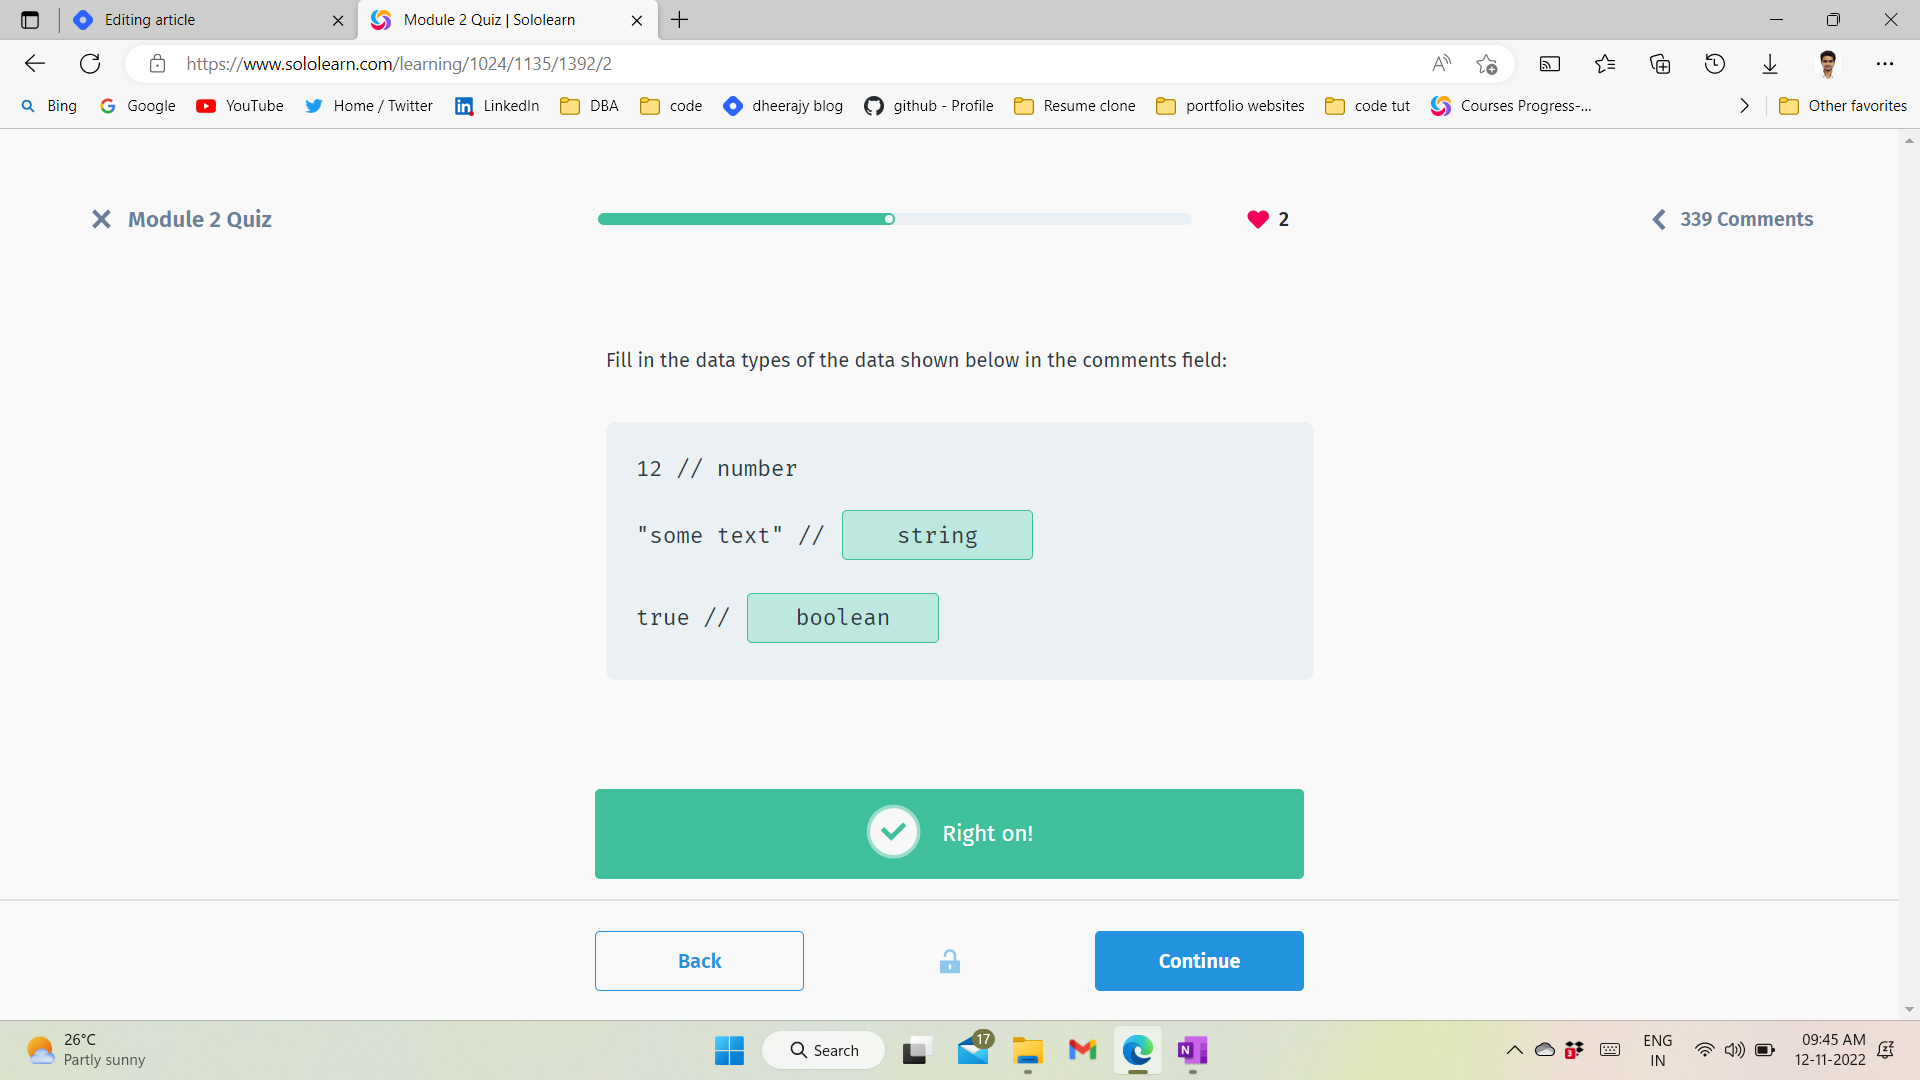 Editing article
Module 2 Quiz | Sololearn
https://www.sololearn.com/learning/1024/1135/1392/2
Bing Google YouTube Home / Twitter LinkedIn DBA code dheerajy blog github - Profile Resume clone portfolio websites code tut Courses Progress-... Other favorites
Module 2 Quiz 2 339 Comments
Fill in the data types of the data shown below in the comments field:
12 // number
"some text" // string
true // boolean
Right on!
Back Continue
26°C
Partly sunny
Search
17
3
ENG
IN
09:45 AM
12-11-2022